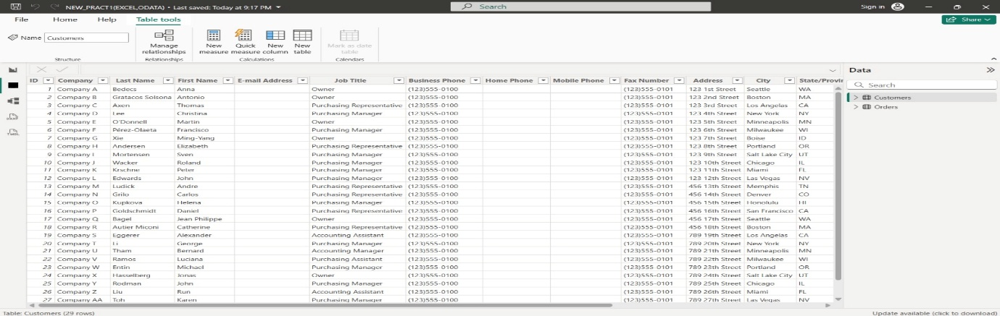 NEW_PRACT1(EXCEL,ODATA) • Last saved: Today at 9:17 PM
Search
Sign in
File Home Help Table tools
Share
Name Customers
Manage relationships
New measure
Quick measure
New column
New table
Mark as date table
Structure Relationships Calculations Calendars
ID Company Last Name First Name E-mail Address Job Title Business Phone Home Phone Mobile Phone Fax Number Address City State/Provin
1 Company A Bedecs Anna Owner (123)555-0100 (123)555-0101 123 1st Street Seattle WA
2 Company B Gratacos Solsona Antonio Owner (123)555-0100 (123)555-0101 123 2nd Street Boston MA
3 Company C Axen Thomas Purchasing Representative (123)555-0100 (123)555-0101 123 3rd Street Los Angelas CA
4 Company D Lee Christina Purchasing Manager (123)555-0100 (123)555-0101 123 4th Street New York NY
5 Company E O'Donnell Martin Owner (123)555-0100 (123)555-0101 123 5th Street Minneapolis MN
6 Company F Pérez-Olaeta Francisco Purchasing Manager (123)555-0100 (123)555-0101 123 6th Street Milwaukee WI
7 Company G Xie Ming-Yang Owner (123)555-0100 (123)555-0101 123 7th Street Boise ID
8 Company H Andersen Elizabeth Purchasing Representative (123)555-0100 (123)555-0101 123 8th Street Portland OR
9 Company I Mortensen Sven Purchasing Manager (123)555-0100 (123)555-0101 123 9th Street Salt Lake City UT
10 Company J Wacker Roland Purchasing Manager (123)555-0100 (123)555-0101 123 10th Street Chicago IL
11 Company K Krschne Peter Purchasing Manager (123)555-0100 (123)555-0101 123 11th Street Miami FL
12 Company L Edwards John Purchasing Manager (123)555-0100 (123)555-0101 123 12th Street Las Vegas NV
13 Company M Ludick Andre Purchasing Representative (123)555-0100 (123)555-0101 456 13th Street Memphis TN
14 Company N Grilo Carlos Purchasing Representative (123)555-0100 (123)555-0101 456 14th Street Denver CO
15 Company O Kupkova Helena Purchasing Manager (123)555-0100 (123)555-0101 456 15th Street Honolulu HI
16 Company P Goldschmidt Daniel Purchasing Representative (123)555-0100 (123)555-0101 456 16th Street San Francisco CA
17 Company Q Bagel Jean Philippe Owner (123)555-0100 (123)555-0101 456 17th Street Seattle WA
18 Company R Autier Miconi Catherine Purchasing Representative (123)555-0100 (123)555-0101 456 18th Street Boston MA
19 Company S Eggerer Alexander Accounting Assistant (123)555-0100 (123)555-0101 789 19th Street Los Angelas CA
20 Company T Li George Purchasing Manager (123)555-0100 (123)555-0101 789 20th Street New York NY
21 Company U Tham Bernard Accounting Manager (123)555-0100 (123)555-0101 789 21th Street Minneapolis MN
22 Company V Ramos Luciana Purchasing Assistant (123)555-0100 (123)555-0101 789 22th Street Milwaukee WI
23 Company W Entin Michael Purchasing Manager (123)555-0100 (123)555-0101 789 23th Street Portland OR
24 Company X Hasselberg Jonas Owner (123)555-0100 (123)555-0101 789 24th Street Salt Lake City UT
25 Company Y Rodman John Purchasing Manager (123)555-0100 (123)555-0101 789 25th Street Chicago IL
26 Company Z Liu Run Accounting Assistant (123)555-0100 (123)555-0101 789 26th Street Miami FL
27 Company AA Toh Karen Purchasing Manager (123)555-0100 (123)555-0101 789 27th Street Las Vegas NV
Data
Search
Customers
Orders
Table: Customers (29 rows)
Update available (click to download)